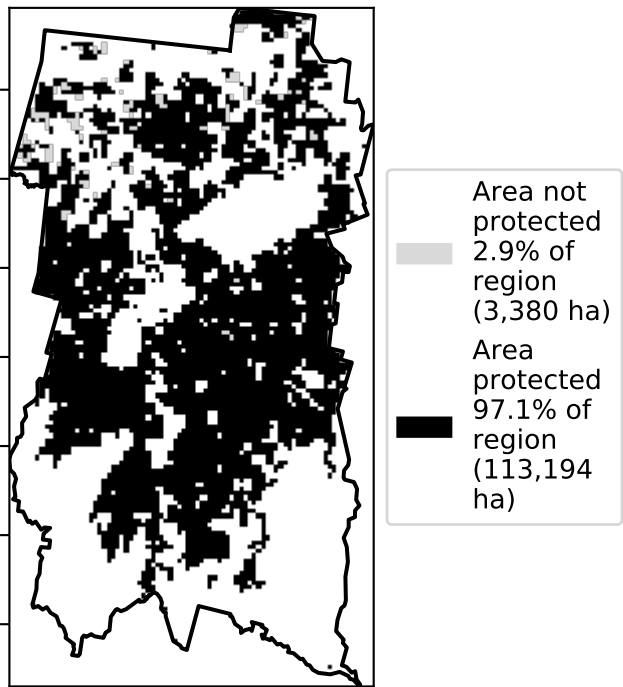 Area not
protected
2.9% of
region
(3,380 ha)
Area
protected
97.1% of
region
(113,194
ha)